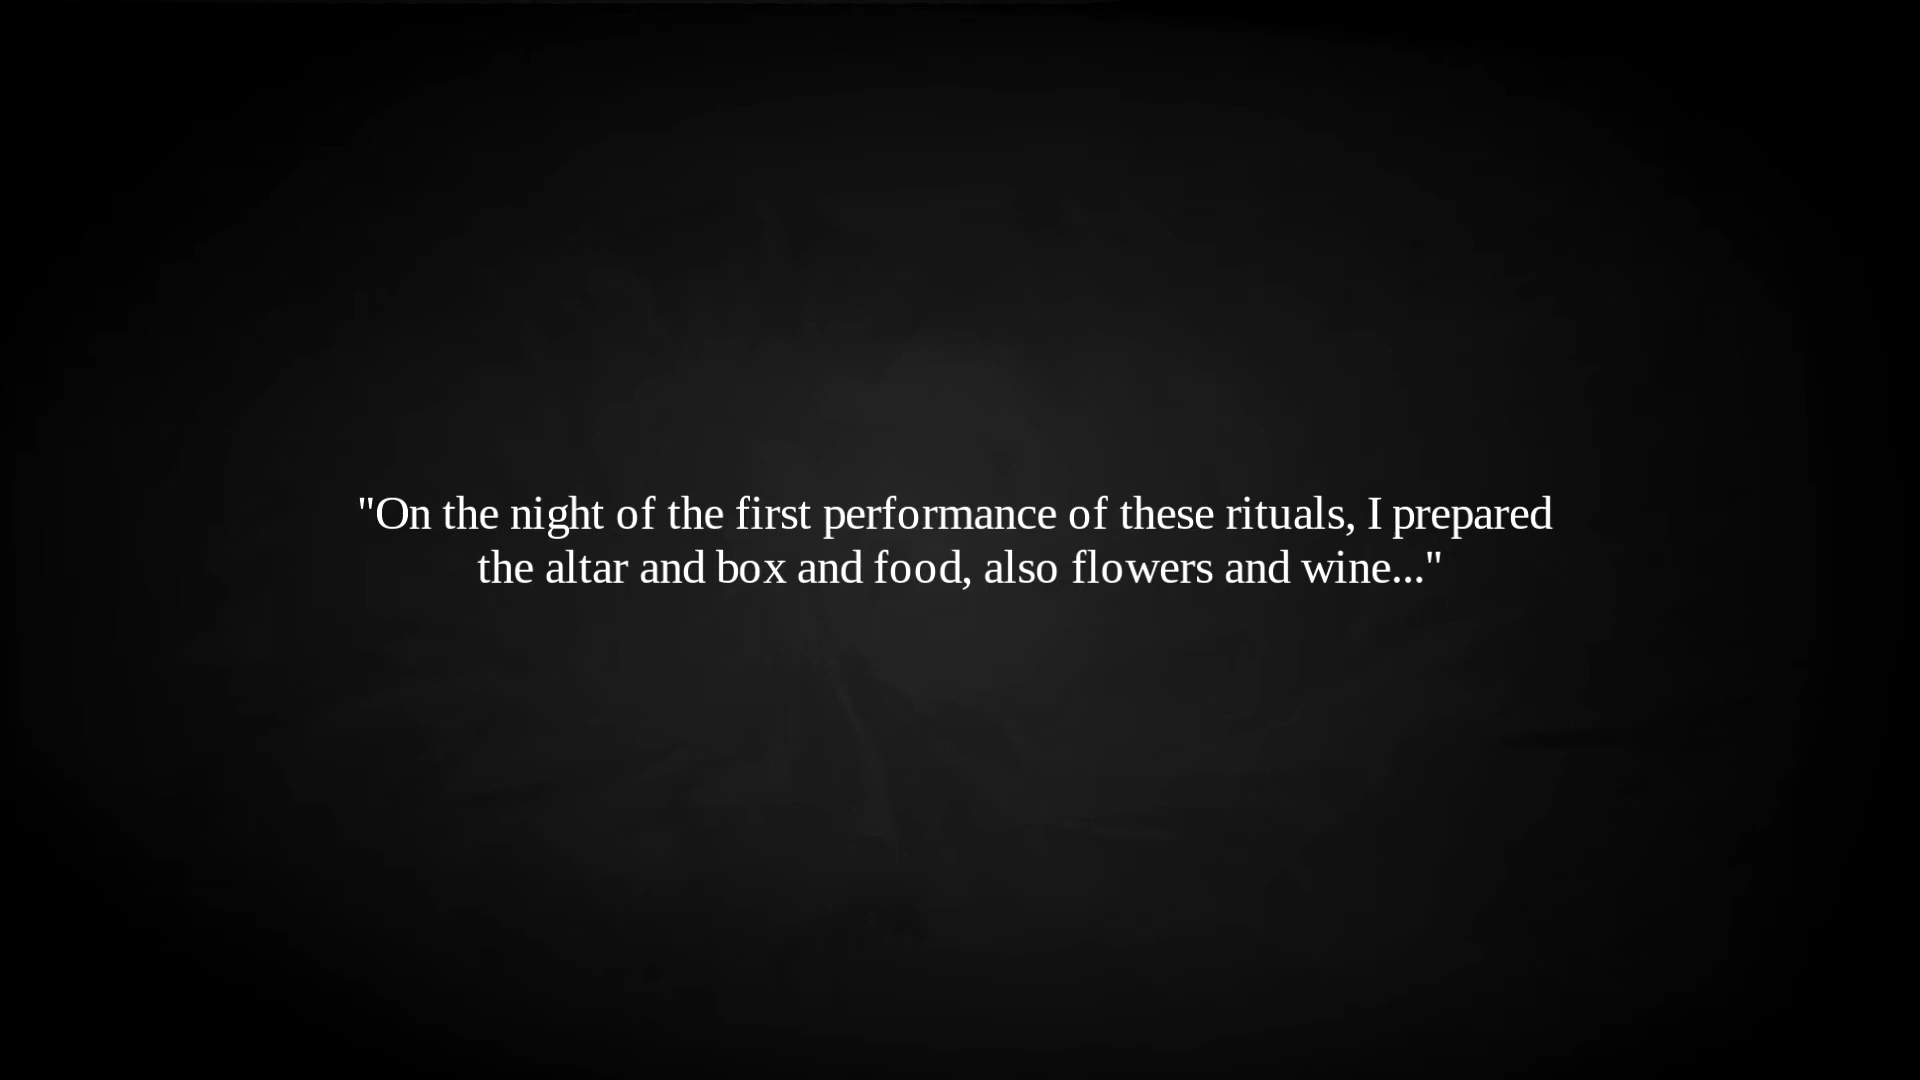 "On the night of the first performance of these rituals, I prepared
the altar and box and food, also flowers and wine..."